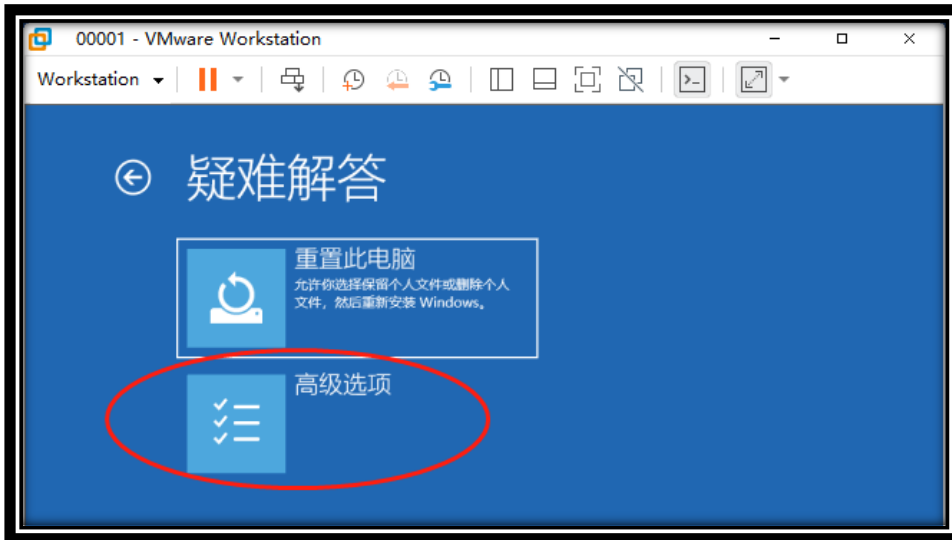 00001 - VMware Workstation
Workstation
疑难解答
重置此电脑
允许你选择保留个人文件或删除个人
文件，然后重新安装 Windows。
高级选项